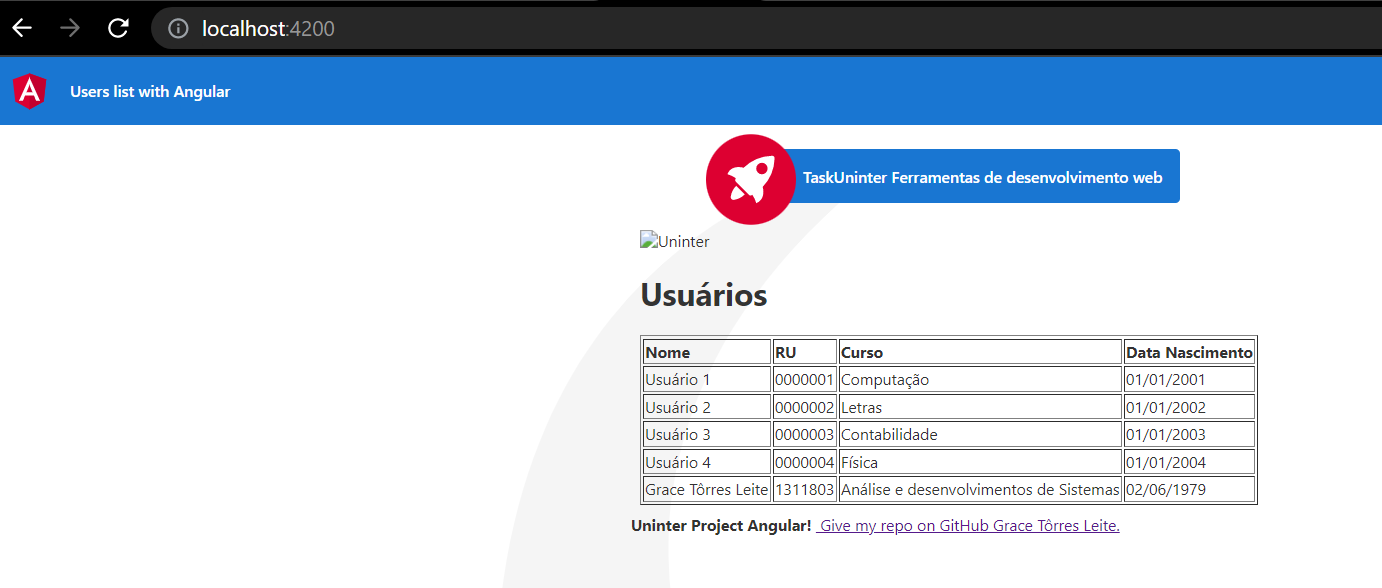 localhost:4200
A
Users list with Angular
TaskUninter Ferramentas de desenvolvimento web
Uninter
Usuários
Nome RU Curso Data Nascimento
Usuário 1 0000001 Computação 01/01/2001
Usuário 2 0000002 Letras 01/01/2002
Usuário 3 0000003 Contabilidade 01/01/2003
Usuário 4 0000004 Física 01/01/2004
Grace Tôrres Leite 1311803 Análise e desenvolvimentos de Sistemas 02/06/1979
Uninter Project Angular! Give my repo on GitHub Grace Tôrres Leite.